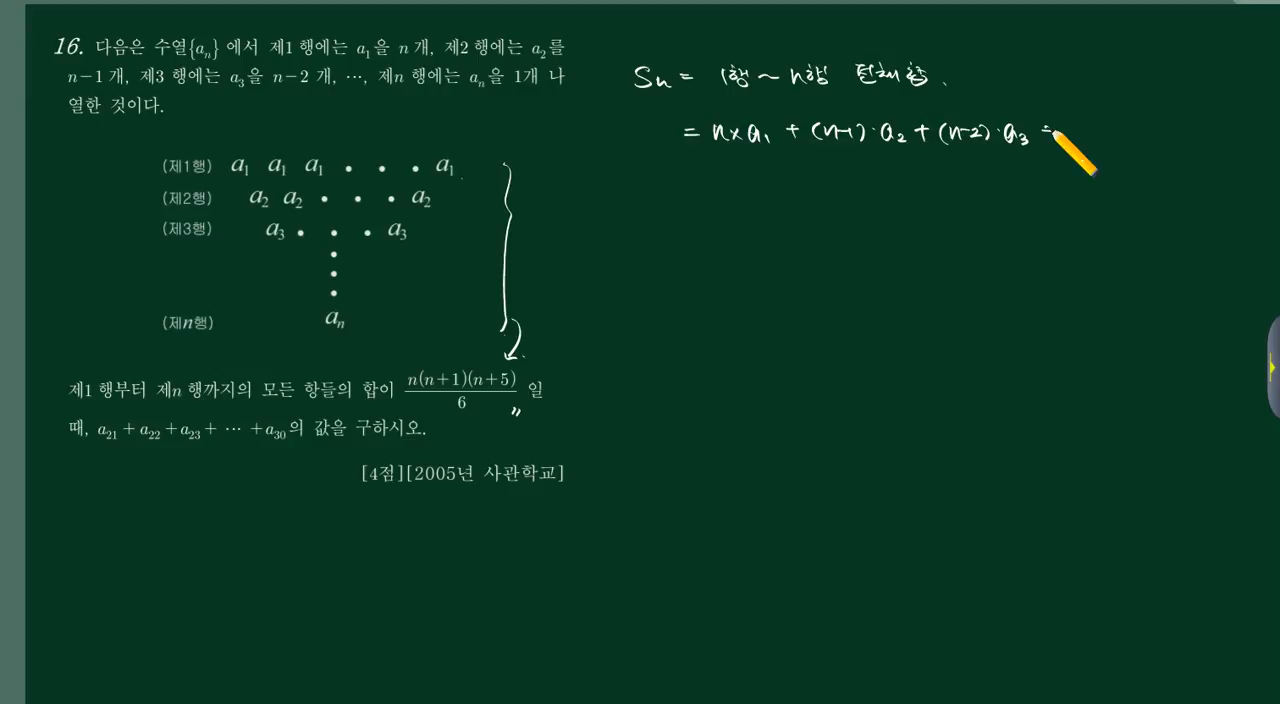 16. 다음은 수열{aₙ} 에서 제1 행에는 a₁을 n 개, 제2 행에는 a₂를
n−1 개, 제3 행에는 a₃을 n−2 개, ⋯, 제n 행에는 aₙ을 1개 나
열한 것이다.
(제1행) a₁ a₁ a₁ • • • a₁
(제2행) a₂ a₂ • • • a₂
(제3행) a₃ • • • a₃
•
•
•
(제n행) aₙ
제1 행부터 제n 행까지의 모든 항들의 합이 n(n+1)(n+5)/6 일
때, a₂₁+a₂₂+a₂₃+ ⋯ +a₃₀의 값을 구하시오.
[4점][2005년 사관학교]
Sn = 1행 ~ n행 전체합.
= n×a₁ + (n-1)·a₂ + (n-2)·a₃